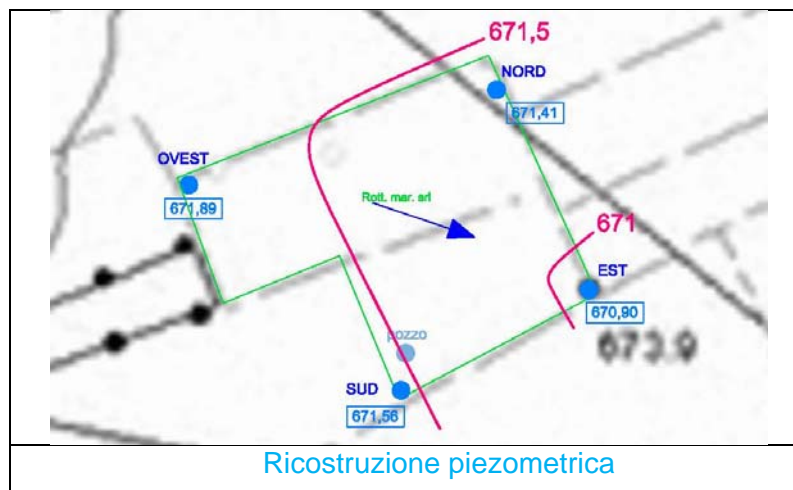 671,5
NORD
671,41
OVEST
671,89
Rott. mar. arl
671
EST
670,90
673.9
pozzo
SUD
671,56
Ricostruzione piezometrica